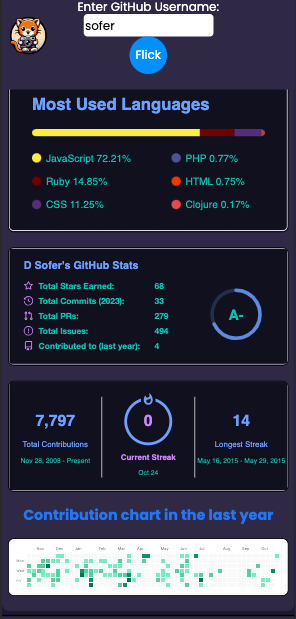 Enter GitHub Username:
sofer
Flick
Most Used Languages
JavaScript 72.21%
PHP 0.77%
Ruby 14.85%
HTML 0.75%
CSS 11.25%
Clojure 0.17%
D Sofer's GitHub Stats
Total Stars Earned: 68
Total Commits (2023): 33
Total PRs: 279
Total Issues: 494
Contributed to (last year): 4
A-
7,797
Total Contributions
Nov 28, 2008 - Present
0
Current Streak
Oct 24
14
Longest Streak
May 16, 2015 - May 29, 2015
Contribution chart in the last year
Nov Dec Jan Feb Mar Apr May Jun Jul Aug Sep Oct
Mon
Wed
Fri